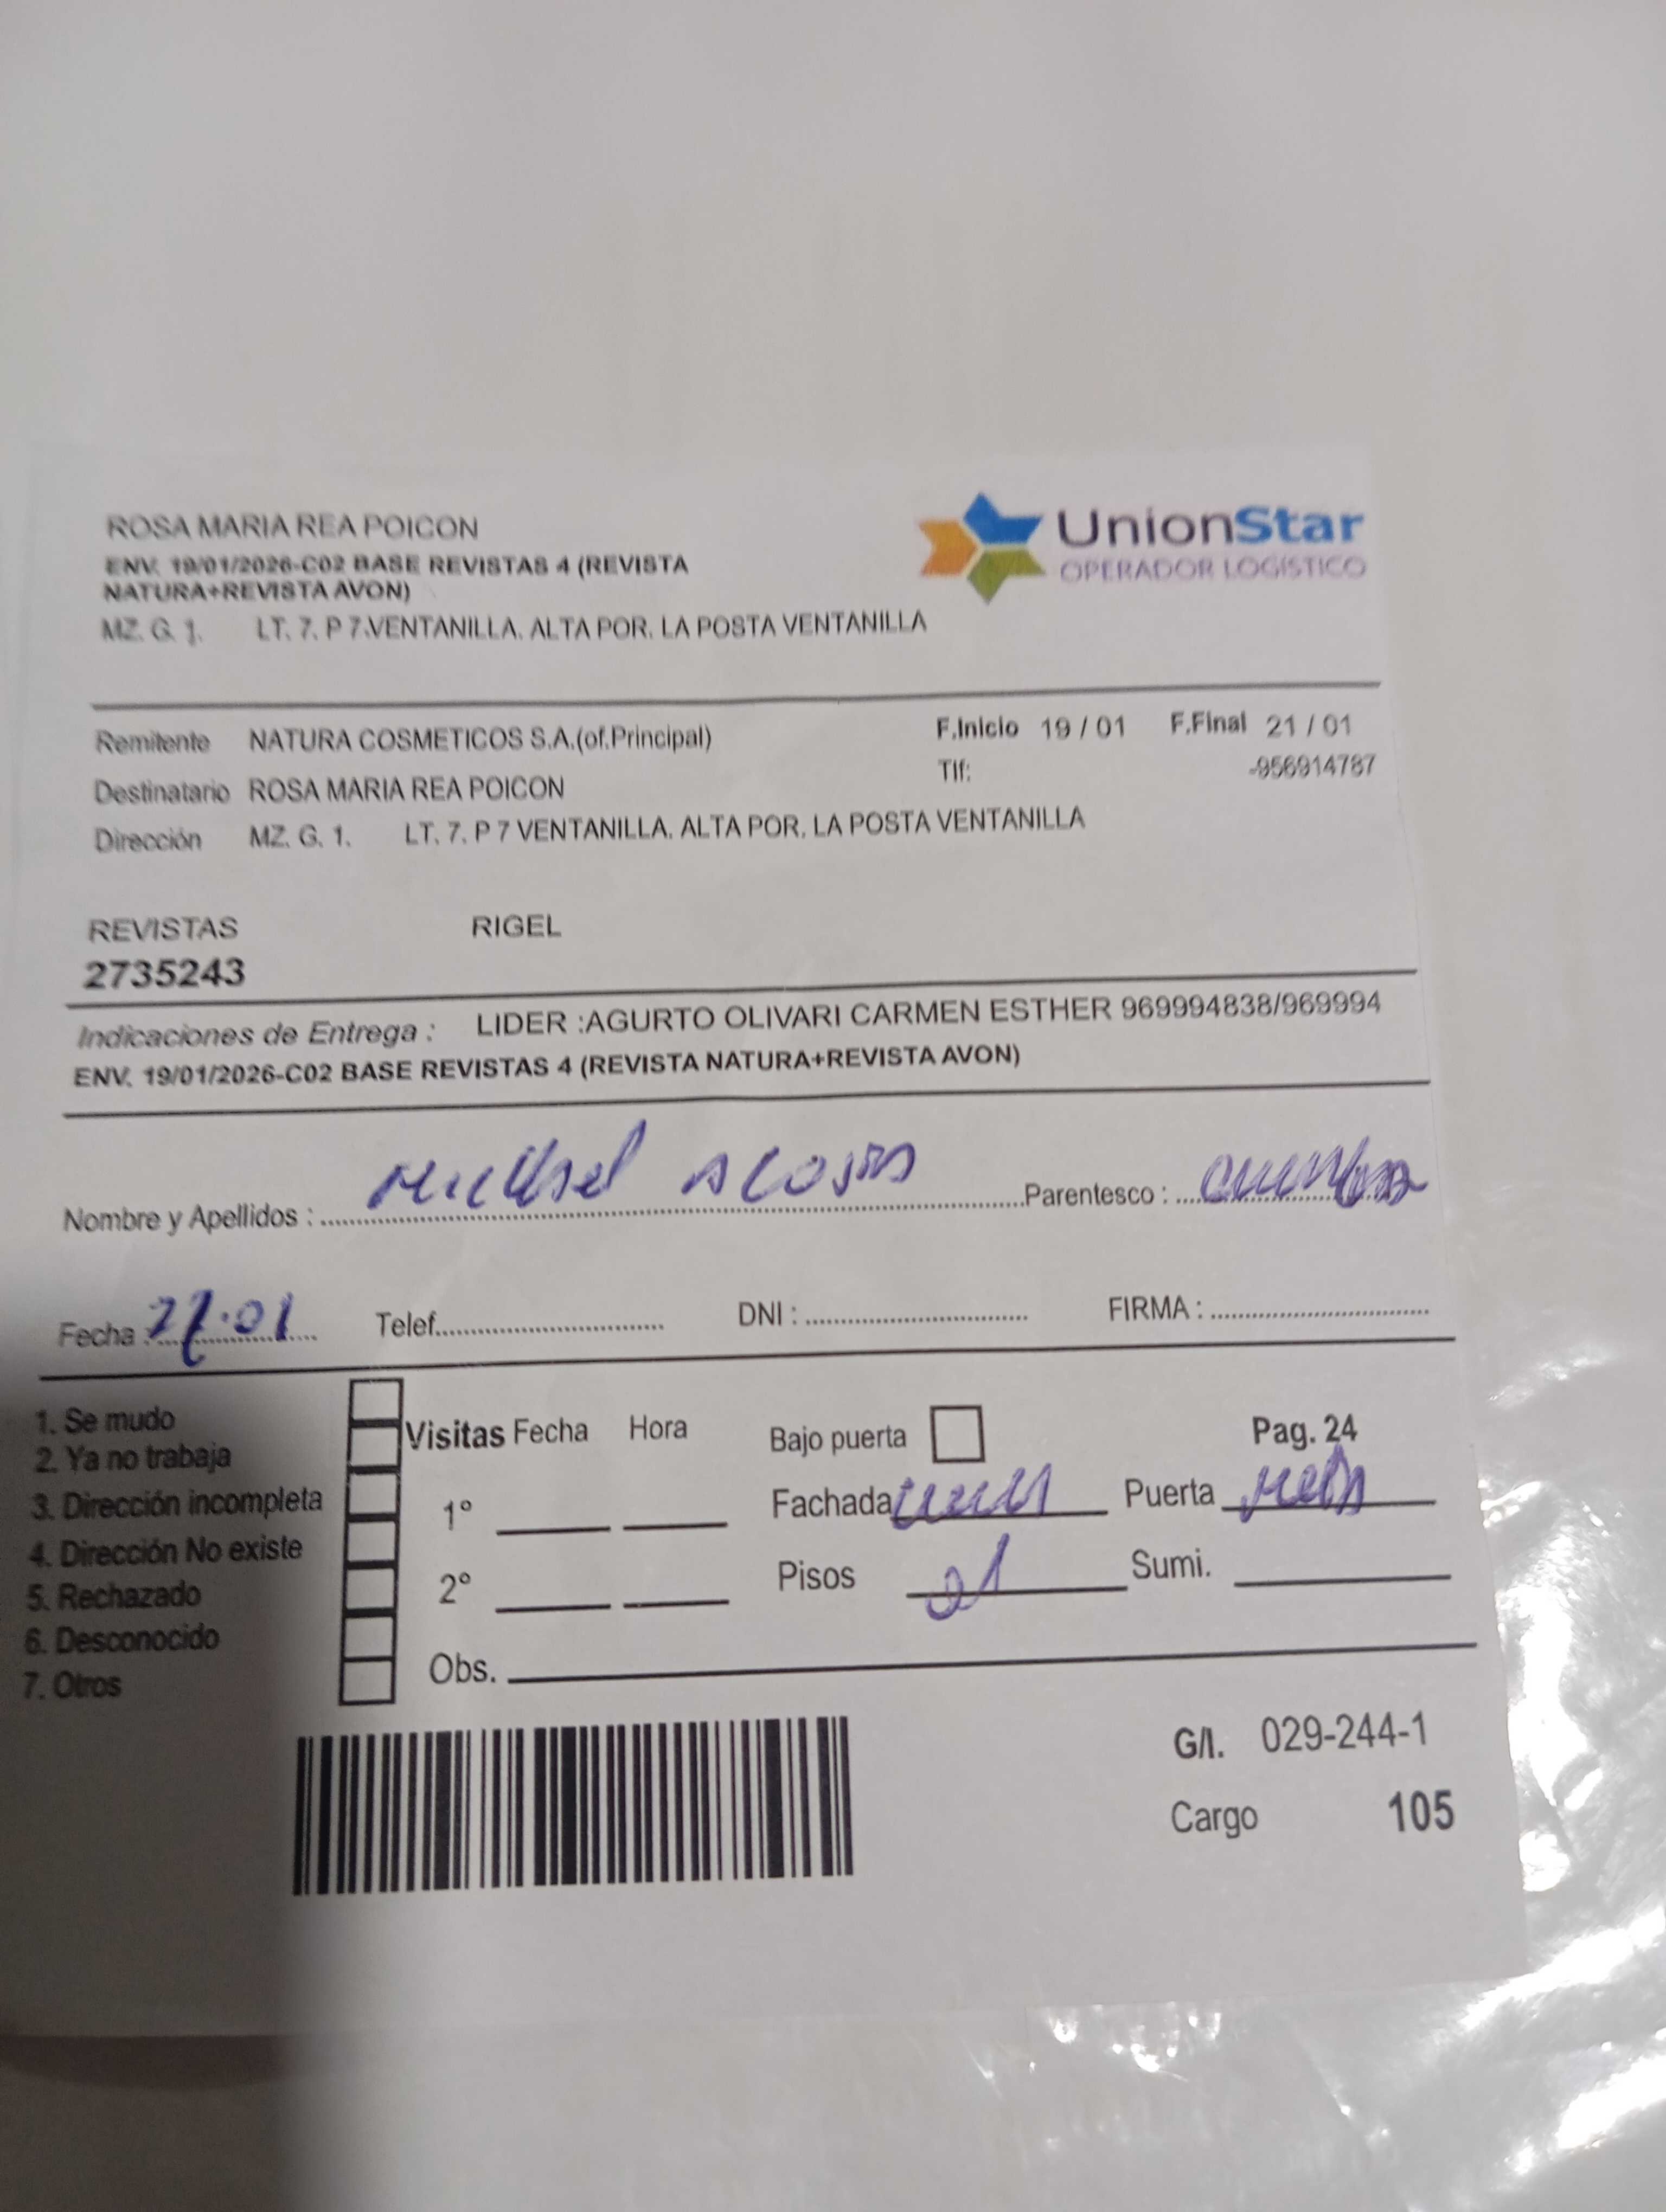 ROSA MARIA REA POICON
ENV. 19/01/2026-C02 BASE REVISTAS 4 (REVISTA
NATURA+REVISTA AVON)
MZ. G. 1. LT. 7. P 7.VENTANILLA. ALTA POR. LA POSTA VENTANILLA
UnionStar
OPERADOR LOGÍSTICO
Remitente NATURA COSMETICOS S.A.(of.Principal) F.Inicio 19 / 01 F.Final 21 / 01
Tlf: -956914787
Destinatario ROSA MARIA REA POICON
Dirección MZ. G. 1. LT. 7. P 7 VENTANILLA. ALTA POR. LA POSTA VENTANILLA
REVISTAS RIGEL
2735243
Indicaciones de Entrega : LIDER :AGURTO OLIVARI CARMEN ESTHER 969994838/969994
ENV. 19/01/2026-C02 BASE REVISTAS 4 (REVISTA NATURA+REVISTA AVON)
Nombre y Apellidos : Parentesco :
Fecha : Telef. DNI : FIRMA :
1. Se mudo
2. Ya no trabaja
3. Dirección incompleta
4. Dirección No existe
5. Rechazado
6. Desconocido
7. Otros
Visitas Fecha Hora
1°
2°
Obs.
Bajo puerta Pag. 24
Fachada Puerta
Pisos Sumi.
G/I. 029-244-1
Cargo 105